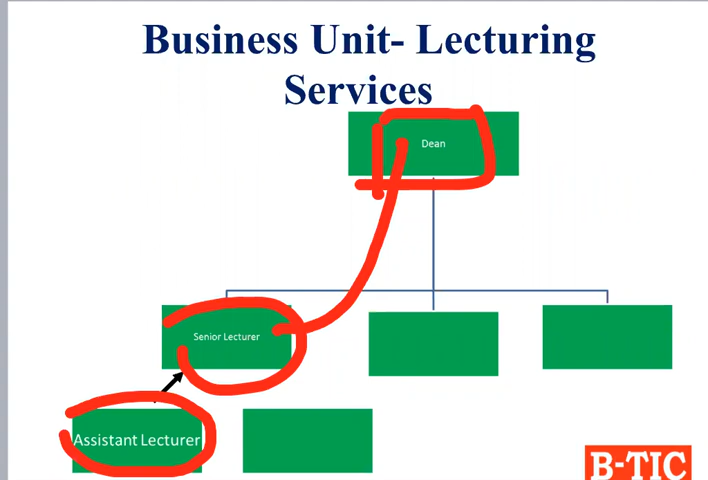 Business Unit- Lecturing
Services
Dean
Senior Lecturer
Assistant Lecturer
B-TIC